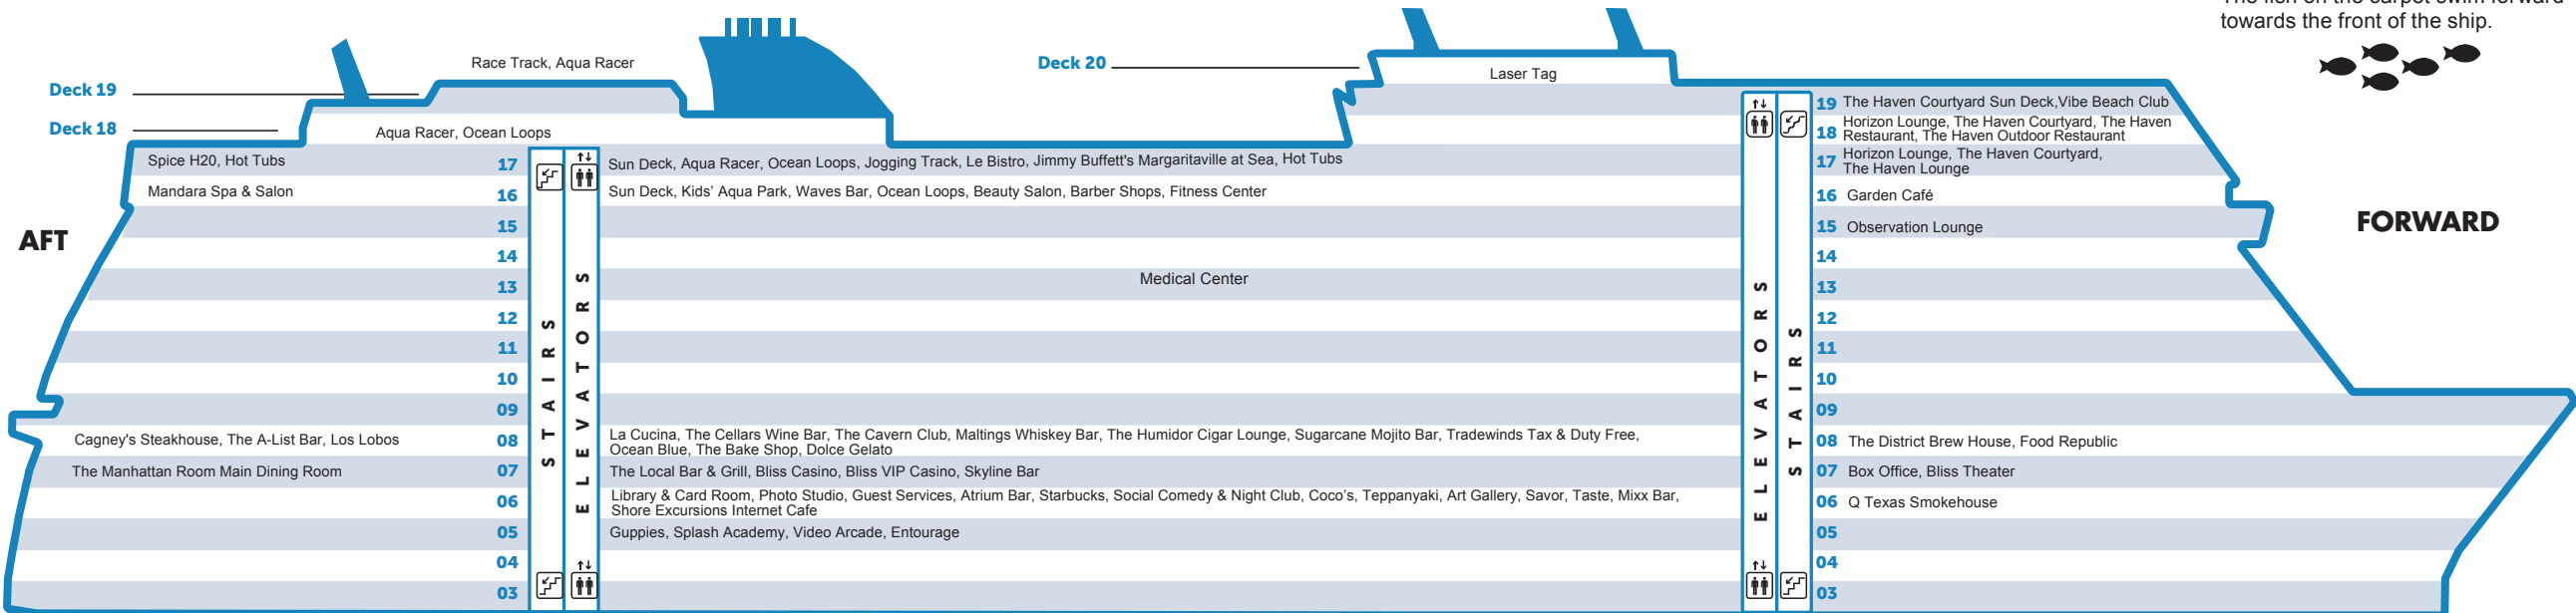 towards the front of the ship.
Race Track, Aqua Racer
Deck 20
Laser Tag
Deck 19
19 The Haven Courtyard Sun Deck,Vibe Beach Club
Deck 18
Aqua Racer, Ocean Loops
18 Horizon Lounge, The Haven Courtyard, The Haven
Restaurant, The Haven Outdoor Restaurant
Spice H20, Hot Tubs
17
Sun Deck, Aqua Racer, Ocean Loops, Jogging Track, Le Bistro, Jimmy Buffett's Margaritaville at Sea, Hot Tubs
17 Horizon Lounge, The Haven Courtyard,
The Haven Lounge
Mandara Spa & Salon
16
Sun Deck, Kids' Aqua Park, Waves Bar, Ocean Loops, Beauty Salon, Barber Shops, Fitness Center
16 Garden Café
AFT
15
15 Observation Lounge
FORWARD
14
14
13
Medical Center
13
12
12
11
11
10
10
09
09
STAIRS
ELEVATORS
ELEVATORS
STAIRS
Cagney's Steakhouse, The A-List Bar, Los Lobos
08
La Cucina, The Cellars Wine Bar, The Cavern Club, Maltings Whiskey Bar, The Humidor Cigar Lounge, Sugarcane Mojito Bar, Tradewinds Tax & Duty Free,
Ocean Blue, The Bake Shop, Dolce Gelato
08 The District Brew House, Food Republic
The Manhattan Room Main Dining Room
07
The Local Bar & Grill, Bliss Casino, Bliss VIP Casino, Skyline Bar
07 Box Office, Bliss Theater
06
Library & Card Room, Photo Studio, Guest Services, Atrium Bar, Starbucks, Social Comedy & Night Club, Coco's, Teppanyaki, Art Gallery, Savor, Taste, Mixx Bar,
Shore Excursions Internet Cafe
06 Q Texas Smokehouse
05
Guppies, Splash Academy, Video Arcade, Entourage
05
04
04
03
03